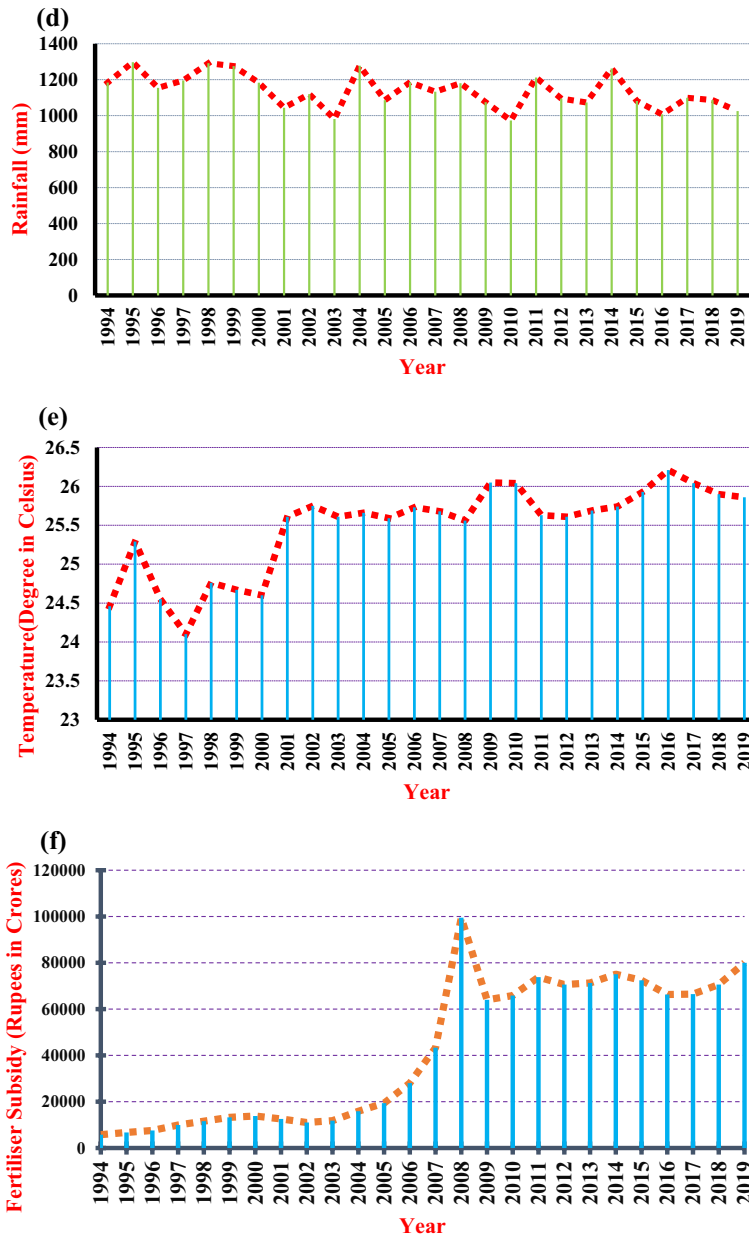 (d)
Rainfall (mm)
1400
1200
1000
800
600
400
200
0
1994 1995 1996 1997 1998 1999 2000 2001 2002 2003 2004 2005 2006 2007 2008 2009 2010 2011 2012 2013 2014 2015 2016 2017 2018 2019
Year
(e)
Temperature(Degree in Celsius)
26.5
26
25.5
25
24.5
24
23.5
23
1994 1995 1996 1997 1998 1999 2000 2001 2002 2003 2004 2005 2006 2007 2008 2009 2010 2011 2012 2013 2014 2015 2016 2017 2018 2019
Year
(f)
Fertiliser Subsidy (Rupees in Crores)
120000
100000
80000
60000
40000
20000
0
1994 1995 1996 1997 1998 1999 2000 2001 2002 2003 2004 2005 2006 2007 2008 2009 2010 2011 2012 2013 2014 2015 2016 2017 2018 2019
Year